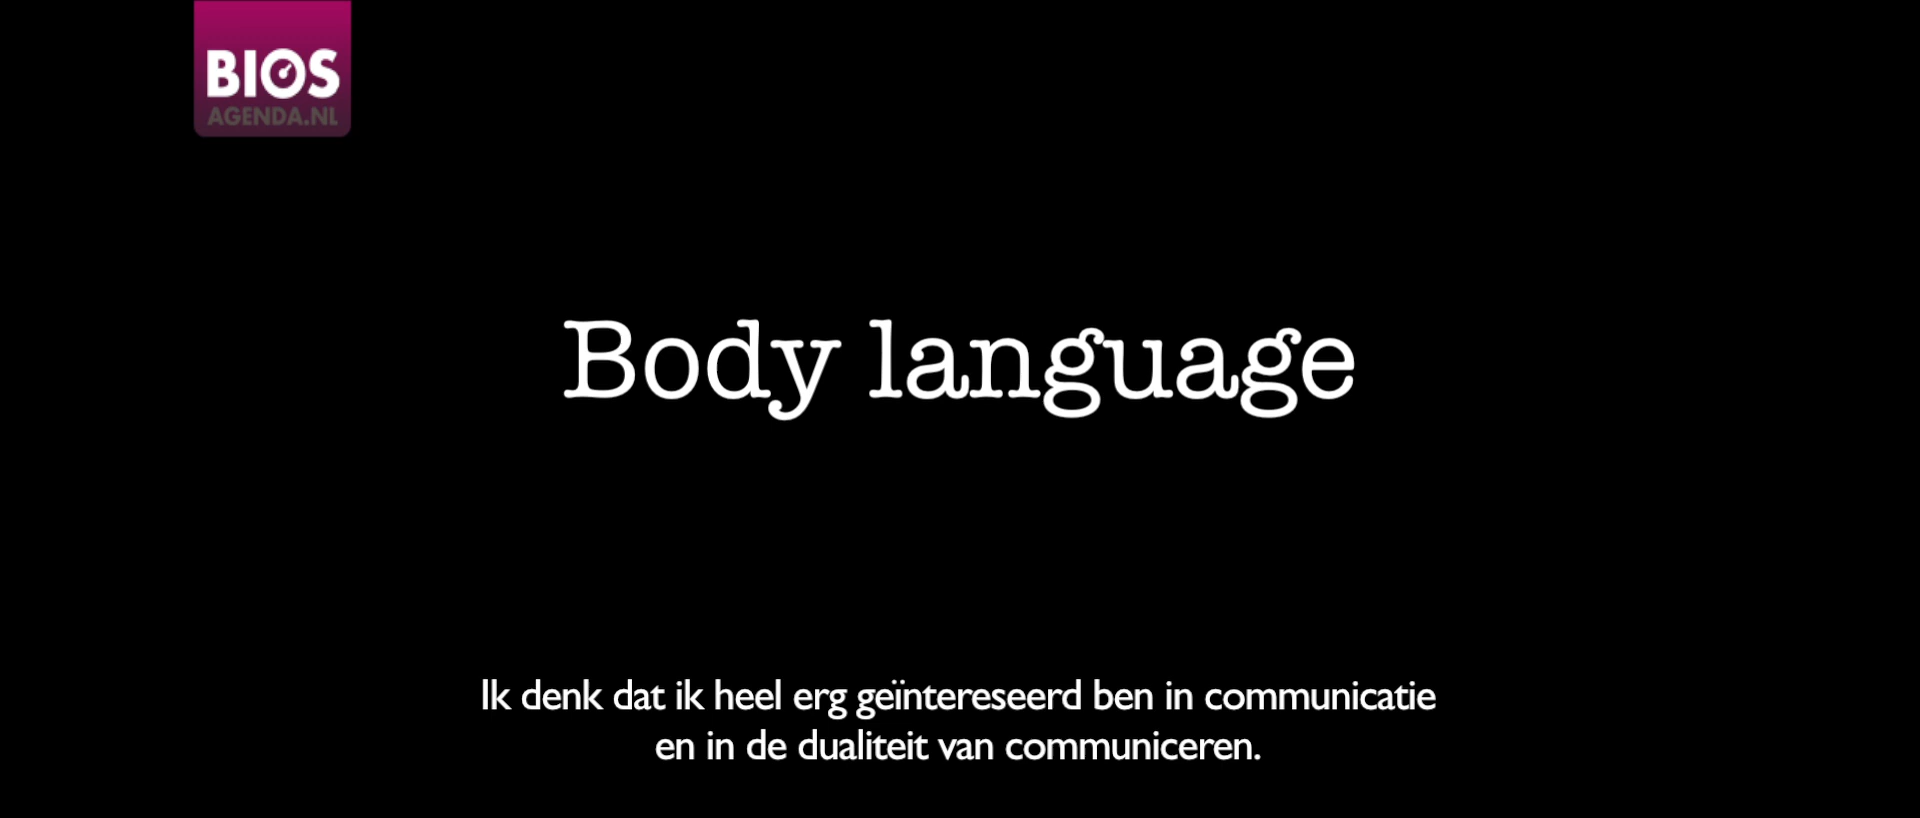 BIOS
AGENDA.NL
Body language
Ik denk dat ik heel erg geïntereseerd ben in communicatie
en in de dualiteit van communiceren.